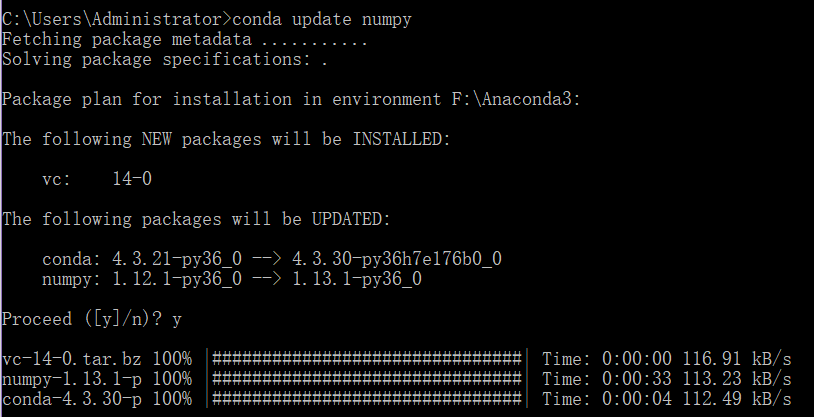 C:\Users\Administrator>conda update numpy
Fetching package metadata ...........
Solving package specifications: .
Package plan for installation in environment F:\Anaconda3:
The following NEW packages will be INSTALLED:
vc: 14-0
The following packages will be UPDATED:
conda: 4.3.21-py36_0 --> 4.3.30-py36h7e176b0_0
numpy: 1.12.1-py36_0 --> 1.13.1-py36_0
Proceed ([y]/n)? y
vc-14-0.tar.bz 100% |###############################| Time: 0:00:00 116.91 kB/s
numpy-1.13.1-p 100% |###############################| Time: 0:00:33 113.23 kB/s
conda-4.3.30-p 100% |###############################| Time: 0:00:04 112.49 kB/s